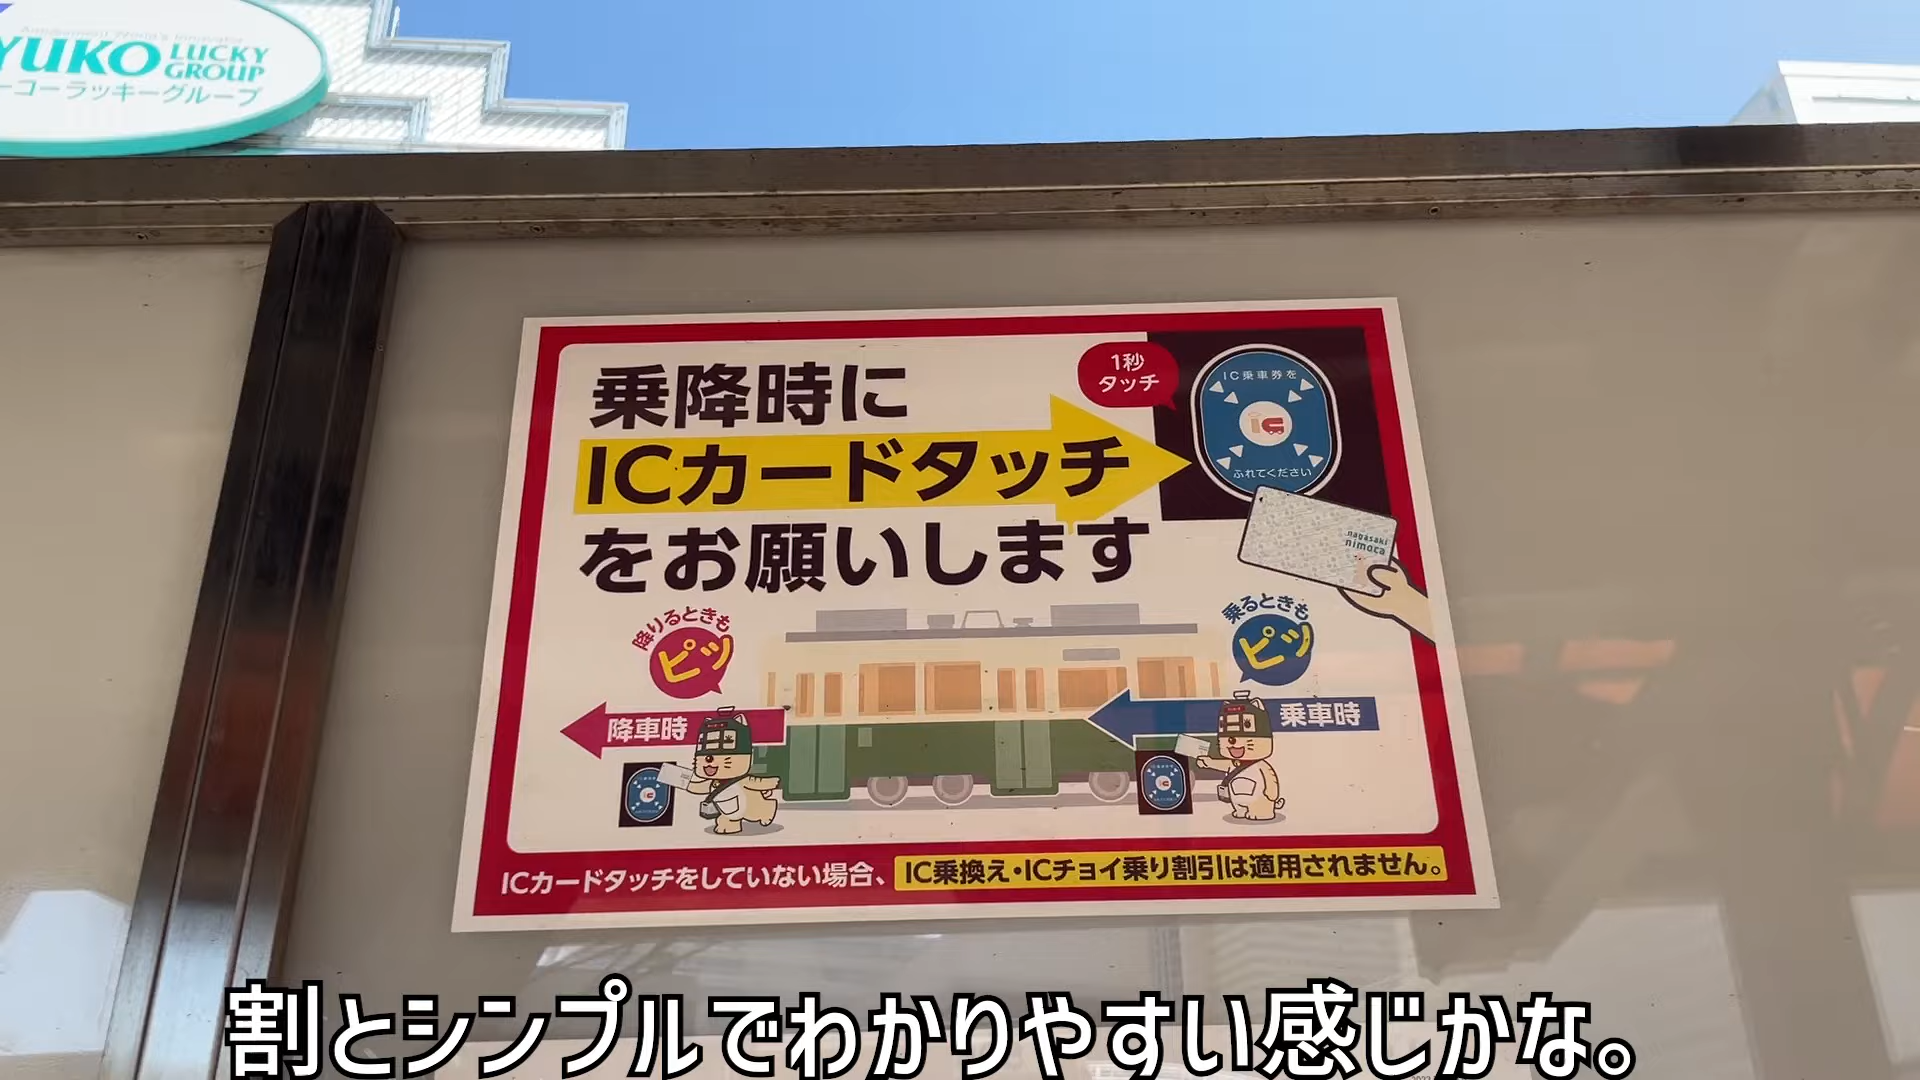 YUKO LUCKY GROUP
ーコーラッキーグループ
乗降時に
ICカードタッチ
をお願いします
1秒
タッチ
IC乗車券を
ic
ふれてください
nagasaki
nimoca
降りるときも
ピッ
乗るときも
ピッ
降車時
乗車時
ICカードタッチをしていない場合、IC乗換え・ICチョイ乗り割引は適用されません。
割とシンプルでわかりやすい感じかな。